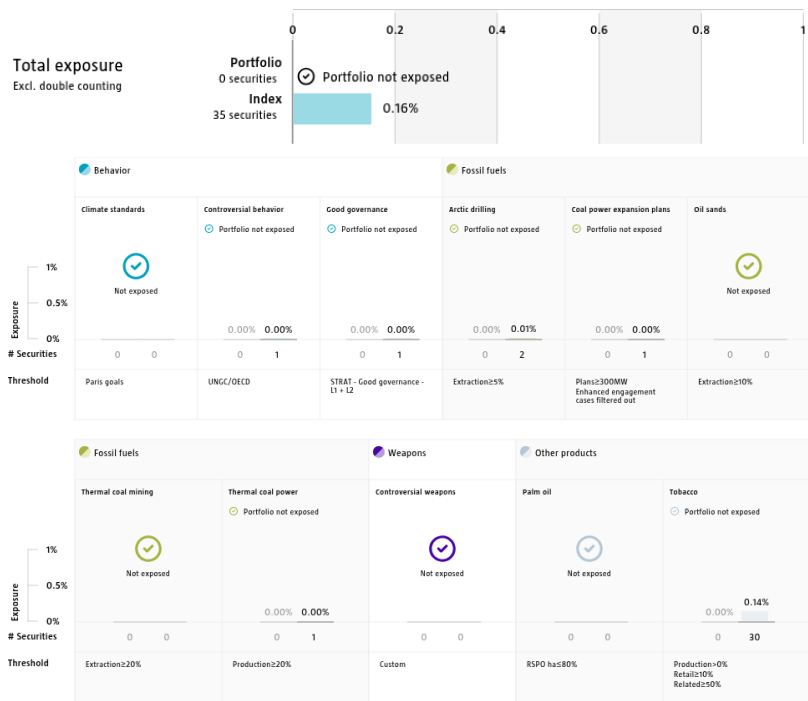 0 0.2 0.4 0.6 0.8 1
Total exposure
Excl. double counting
Portfolio
0 securities
Portfolio not exposed
Index
35 securities
0.16%
Behavior
Fossil fuels
Climate standards
Controversial behavior
Good governance
Arctic drilling
Coal power expansion plans
Oil sands
Portfolio not exposed
Portfolio not exposed
Portfolio not exposed
Portfolio not exposed
Exposure
1%
0.5%
0%
Not exposed
0.00% 0.00%
0.00% 0.00%
0.00% 0.01%
0.00% 0.00%
Not exposed
# Securities
0 0
0 1
0 1
0 2
0 1
0 0
Threshold
Paris goals
UNGC/OECD
STRAT - Good governance -
L1 + L2
Extraction≥5%
Plans≥300MW
Enhanced engagement
cases filtered out
Extraction≥10%
Fossil fuels
Weapons
Other products
Thermal coal mining
Thermal coal power
Controversial weapons
Palm oil
Tobacco
Portfolio not exposed
Portfolio not exposed
Exposure
1%
0.5%
0%
Not exposed
0.00% 0.00%
Not exposed
Not exposed
0.00% 0.14%
# Securities
0 0
0 1
0 0
0 0
0 30
Threshold
Extraction≥20%
Production≥20%
Custom
RSPO ha≤80%
Production>0%
Retail≥10%
Related≥50%